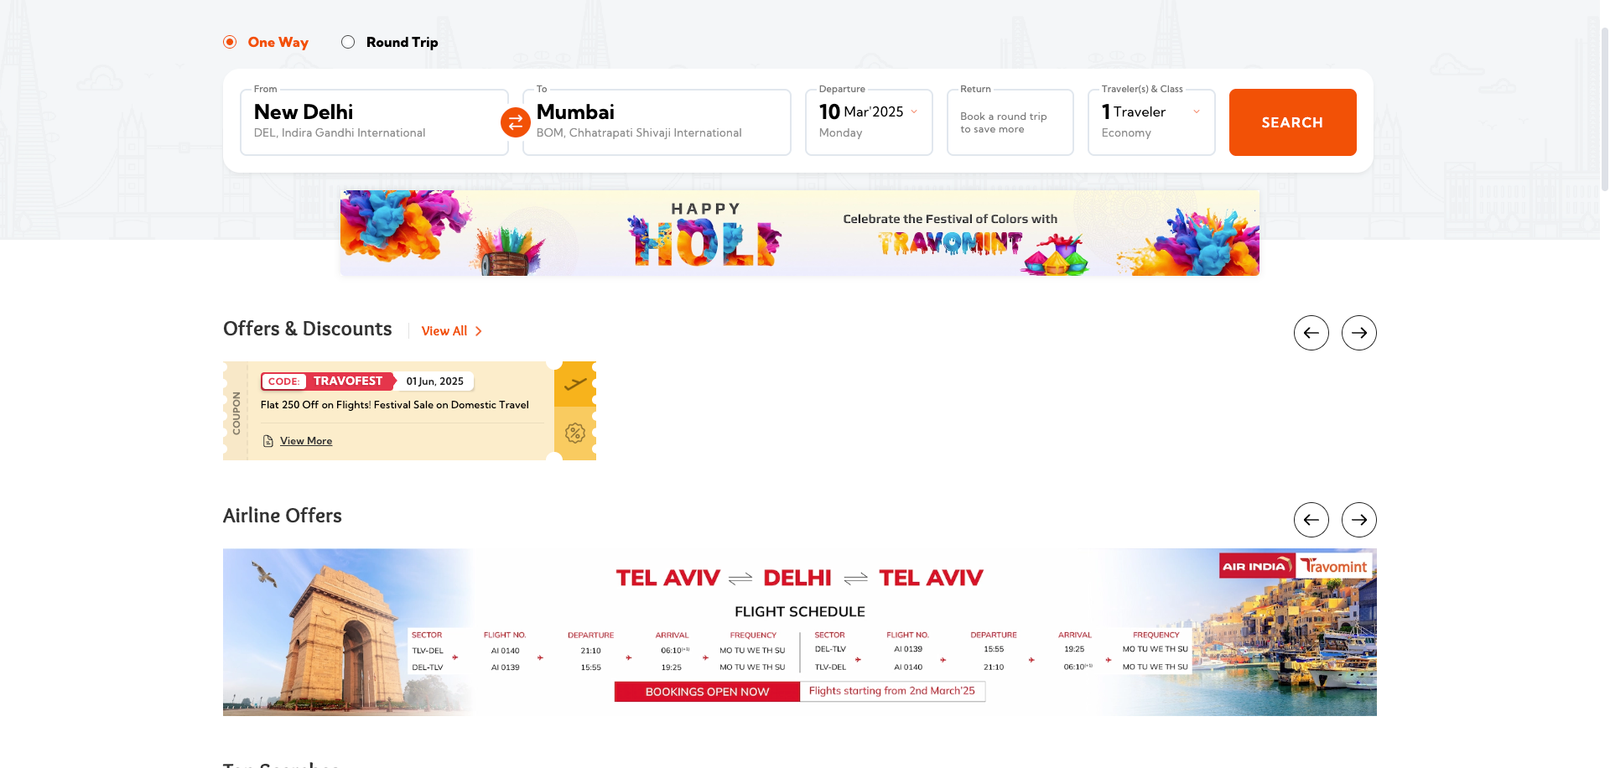 One Way
Round Trip
From
New Delhi
DEL, Indira Gandhi International
To
Mumbai
BOM, Chhatrapati Shivaji International
Departure
10 Mar'2025
Monday
Return
Book a round trip
to save more
Traveler(s) & Class
1 Traveler
Economy
SEARCH
HAPPY
HOLI
Celebrate the Festival of Colors with
TRAVOMINT
Offers & Discounts
View All
COUPON
CODE: TRAVOFEST 01 Jun, 2025
Flat 250 Off on Flights! Festival Sale on Domestic Travel
View More
Airline Offers
AIR INDIA Travomint
TEL AVIV DELHI TEL AVIV
FLIGHT SCHEDULE
SECTOR FLIGHT NO. DEPARTURE ARRIVAL FREQUENCY
TLV-DEL AI 0140 21:10 06:10 MO TU WE TH SU
DEL-TLV AI 0139 15:55 19:25 MO TU WE TH SU
SECTOR FLIGHT NO. DEPARTURE ARRIVAL FREQUENCY
DEL-TLV AI 0139 15:55 19:25 MO TU WE TH SU
TLV-DEL AI 0140 21:10 06:10 MO TU WE TH SU
BOOKINGS OPEN NOW Flights starting from 2nd March'25